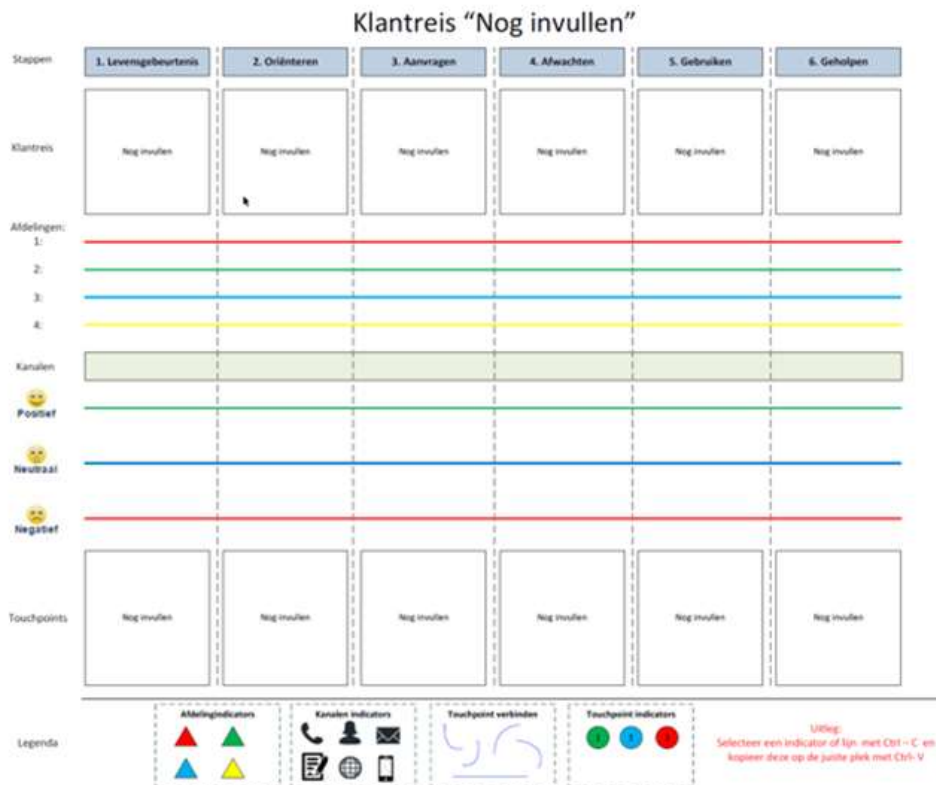 Klantreis “Nog invullen”
Stappen
1. Levensgebeurtenis
2. Oriënteren
3. Aanvragen
4. Afwachten
5. Gebruiken
6. Geholpen
Klantreis
Nog invullen
Nog invullen
Nog invullen
Nog invullen
Nog invullen
Nog invullen
Afdelingen:
1:
2:
3:
4:
Kanalen
Positief
Neutraal
Negatief
Touchpoints
Nog invullen
Nog invullen
Nog invullen
Nog invullen
Nog invullen
Nog invullen
Legenda
Afdelingindicators
Kanalen indicators
Touchpoint verbinden
Touchpoint indicators
Uitleg:
Selecteer een indicator of lijn met Ctrl – C en
kopieer deze op de juiste plek met Ctrl- V